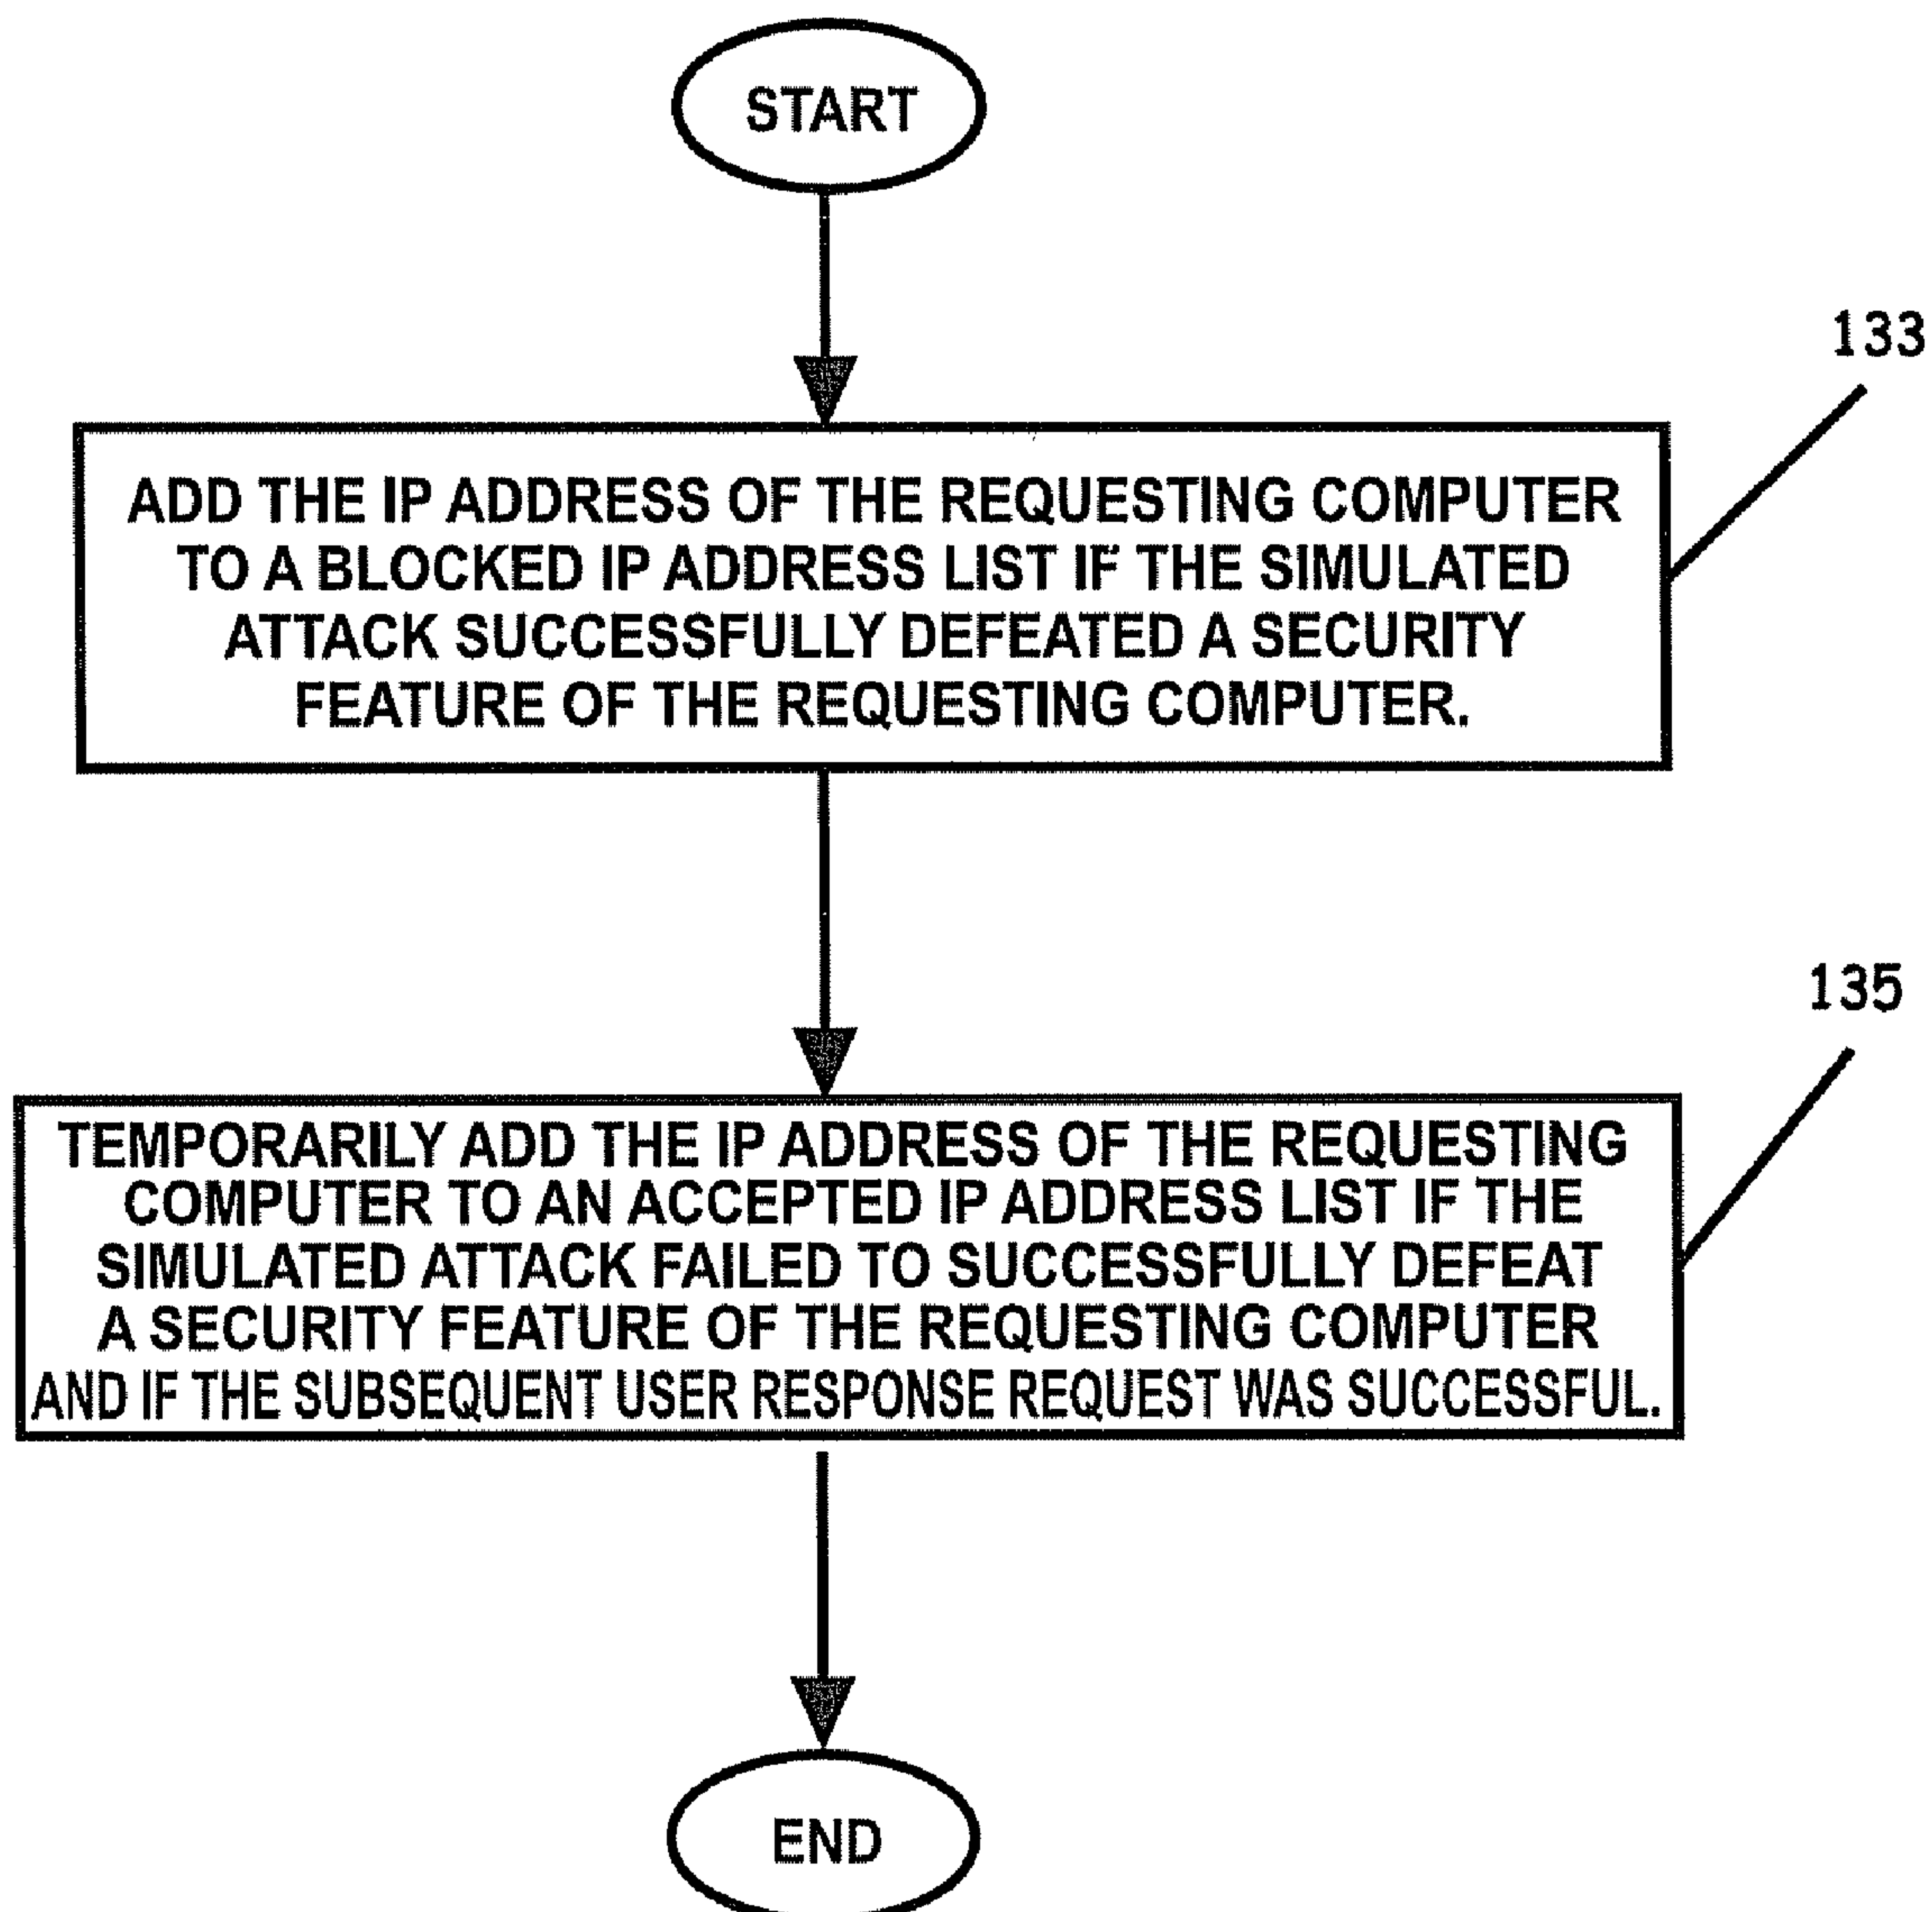 START
133
ADD THE IP ADDRESS OF THE REQUESTING COMPUTER
TO A BLOCKED IP ADDRESS LIST IF THE SIMULATED
ATTACK SUCCESSFULLY DEFEATED A SECURITY
FEATURE OF THE REQUESTING COMPUTER.
135
TEMPORARILY ADD THE IP ADDRESS OF THE REQUESTING
COMPUTER TO AN ACCEPTED IP ADDRESS LIST IF THE
SIMULATED ATTACK FAILED TO SUCCESSFULLY DEFEAT
A SECURITY FEATURE OF THE REQUESTING COMPUTER
AND IF THE SUBSEQUENT USER RESPONSE REQUEST WAS SUCCESSFUL.
END